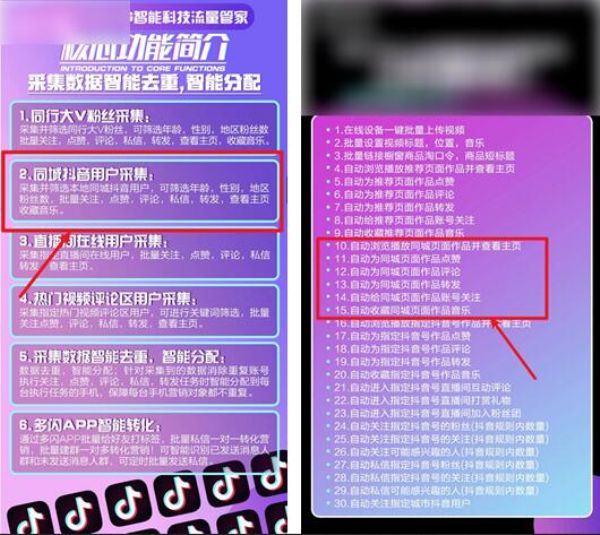 智能科技流量管家
核心功能简介
INTRODUCTION TO CORE FUNCTIONS
采集数据智能去重,智能分配
1.同行大V粉丝采集:
采集并筛选同行大V粉丝,可筛选年龄,性别,地区粉丝数
批量关注,点赞,评论,私信,转发,查看主页,收藏音乐。
2.同城抖音用户采集:
采集并筛选本地同城抖音用户,可筛选年龄,性别,地区
粉丝数,批量关注,点赞,评论,私信,转发,查看主页
收藏音乐。
3.直播间在线用户采集:
采集指定直播间在线用户,批量关注,点赞,评论,私信
转发,查看主页。
4.热门视频评论区用户采集:
采集指定热门视频评论区用户,可进行关键词筛选,批量
关注,点赞,评论,私信,转发,查看主页
5.采集数据智能去重,智能分配:
数据去重,智能分配;针对采集到的数据消除重复账号
执行关注,点赞,评论,私信,转发任务时智能分配到每
台执行任务的手机,保障每台手机营销对象都不重复。
6.多闪APP智能转化:
通过多闪APP批量给好友打标签,批量私信一对一转化营
销,批量建群一对多转化营销!可智能识别已发送消息人
群和未发送消息人群,可定时批量发送私信
1.在线设备一键批量上传视频
2.批量设置视频标题,位置,音乐
3.批量链接橱窗商品淘口令,商品短标题
4.自动浏览播放推荐页面作品并查看主页
5.自动为推荐页面作品点赞
6.自动为推荐页面作品评论
7.自动为推荐页面作品转发
8.自动给推荐页面作品账号关注
9.自动收藏推荐页面作品音乐
10.自动浏览播放同城页面作品并查看主页
11.自动为同城页面作品点赞
12.自动为同城页面作品评论
13.自动为同城页面作品转发
14.自动给同城页面作品账号关注
15.自动收藏同城页面作品音乐
16.自动浏览播放指定抖音号作品并查看主页
17.自动为指定抖音号作品点赞
18.自动为指定抖音号作品评论
19.自动为指定抖音号作品转发
20.自动收藏指定抖音号作品音乐
21.自动进入指定抖音号直播间互动评论
22.自动进入指定抖音号直播间打赏礼物
23.自动进入指定抖音号直播间加入粉丝团
24.自动关注指定抖音号的粉丝(抖音规则内数量)
25.自动关注指定抖音号的关注(抖音规则内数量)
26.自动关注可能感兴趣的人(抖音规则内数量)
27.自动私信指定抖音号粉丝(抖音规则内数量)
28.自动私信指定抖音号的关注(抖音规则内数量)
29.自动私信可能感兴趣的人(抖音规则内数量)
30.自动关注指定城市抖音用户